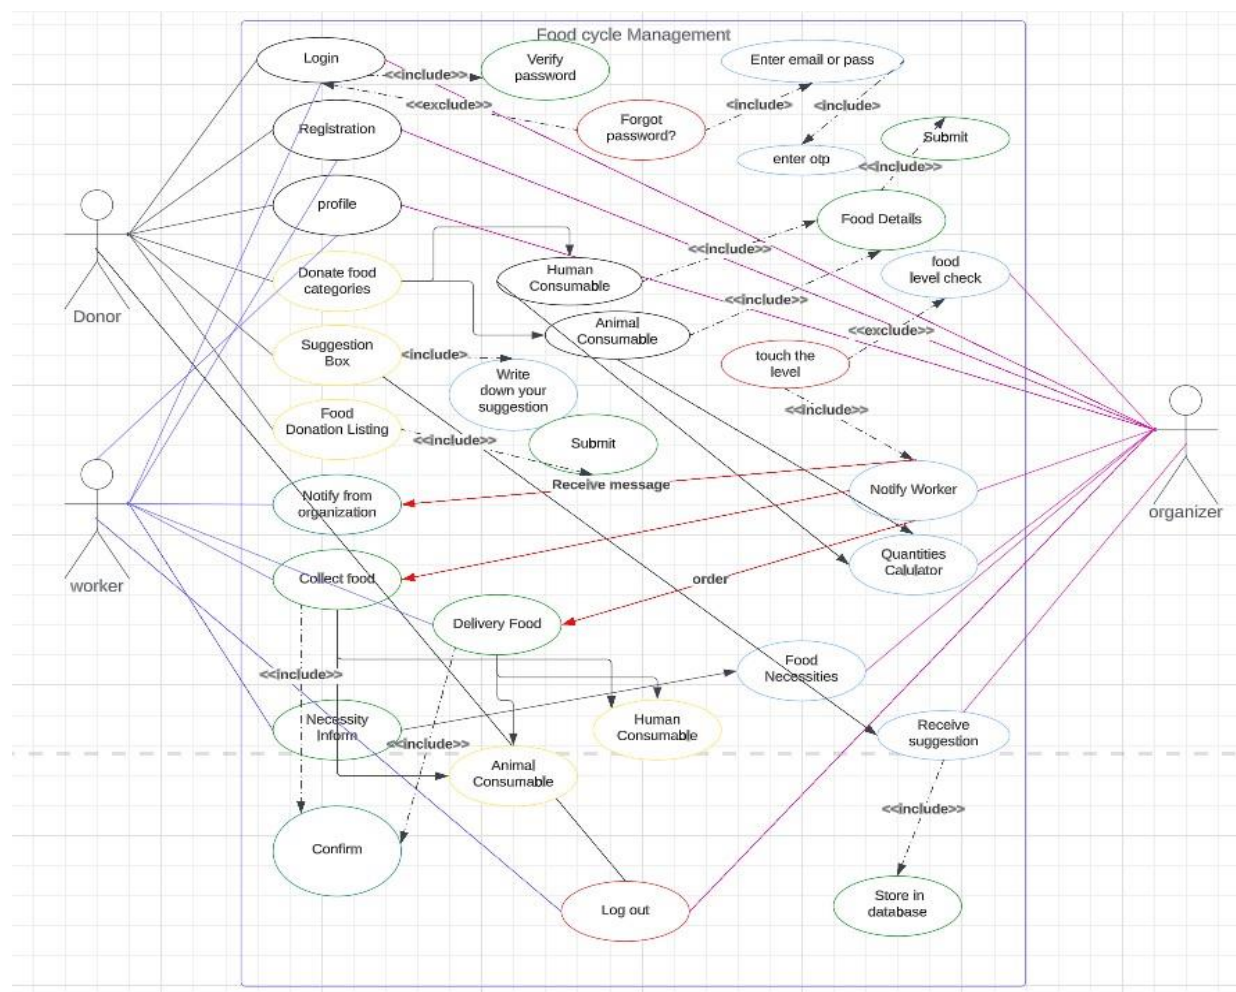 Food cycle Management
Login
<<include>>
Verify
password
Enter email or pass
<<exclude>>
<include>
<include>
Registration
Forgot
password?
Submit
enter otp
<<include>>
profile
Food Details
<<include>>
Donor
Donate food
categories
Human
Consumable
food
level check
<<include>>
Animal
Consumable
<<exclude>>
Suggestion
Box
<include>
touch the
level
Write
down your
suggestion
<<include>>
Food
Donation Listing
<<include>>
Submit
Receive message
Notify from
organization
Notify Worker
organizer
worker
Collect food
order
Quantities
Calulator
Delivery Food
<<include>>
Food
Necessities
Necessity
Inform
<<include>>
Human
Consumable
Receive
suggestion
Animal
Consumable
<<include>>
Confirm
Log out
Store in
database